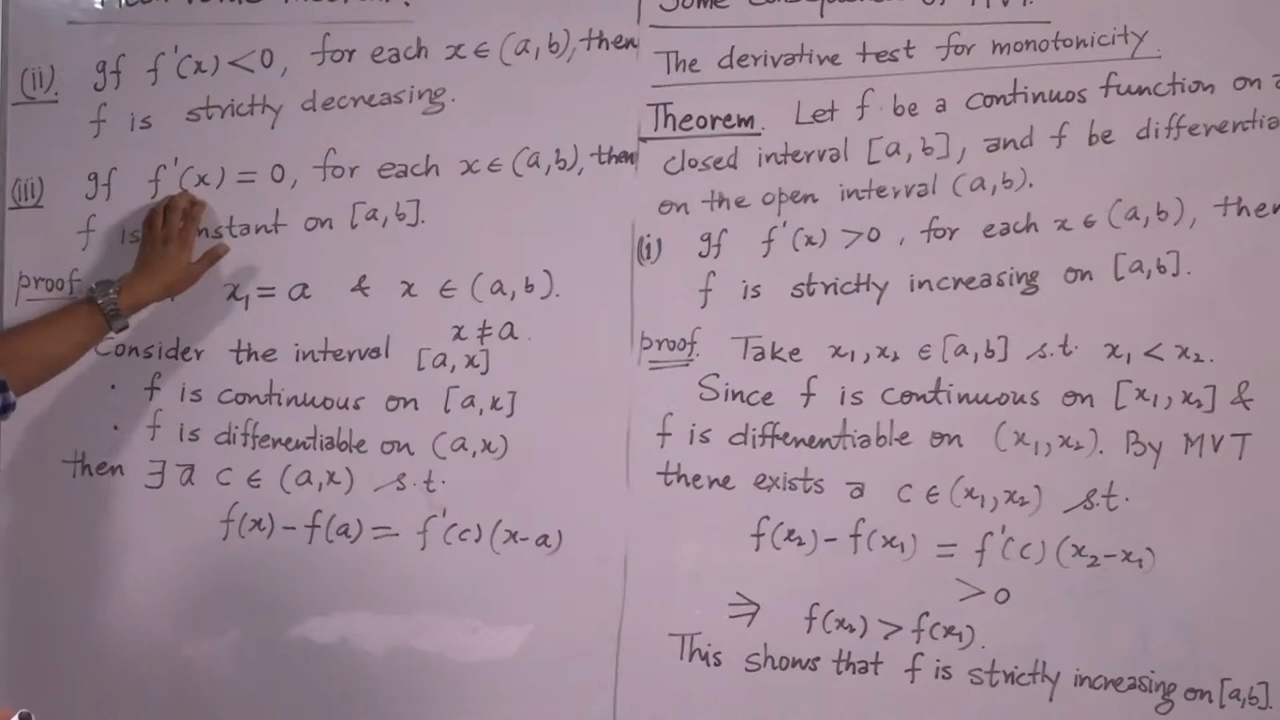 (ii). If f'(x) < 0, for each x ∈ (a,b), then
f is strictly decreasing.
(iii) If f'(x) = 0, for each x ∈ (a,b), then
f is nstant on [a,b].
proof x₁ = a & x ∈ (a,b).
x ≠ a.
Consider the interval [a,x]
· f is continuous on [a,x]
· f is differentiable on (a,x)
then ∃ a c ∈ (a,x) s.t.
f(x) - f(a) = f'(c) (x-a)
The derivative test for monotonicity.
Theorem. Let f be a continuos function on a
closed interval [a,b], and f be differentia
on the open interval (a,b).
(i) If f'(x) > 0, for each x ∈ (a,b), then
f is strictly increasing on [a,b].
proof. Take x₁, x₂ ∈ [a,b] s.t. x₁ < x₂.
Since f is continuous on [x₁, x₂] &
f is differentiable on (x₁, x₂). By MVT
there exists a c ∈ (x₁, x₂) s.t.
f(x₂) - f(x₁) = f'(c) (x₂-x₁)
> 0
⇒ f(x₂) > f(x₁).
This shows that f is strictly increasing on [a,b].